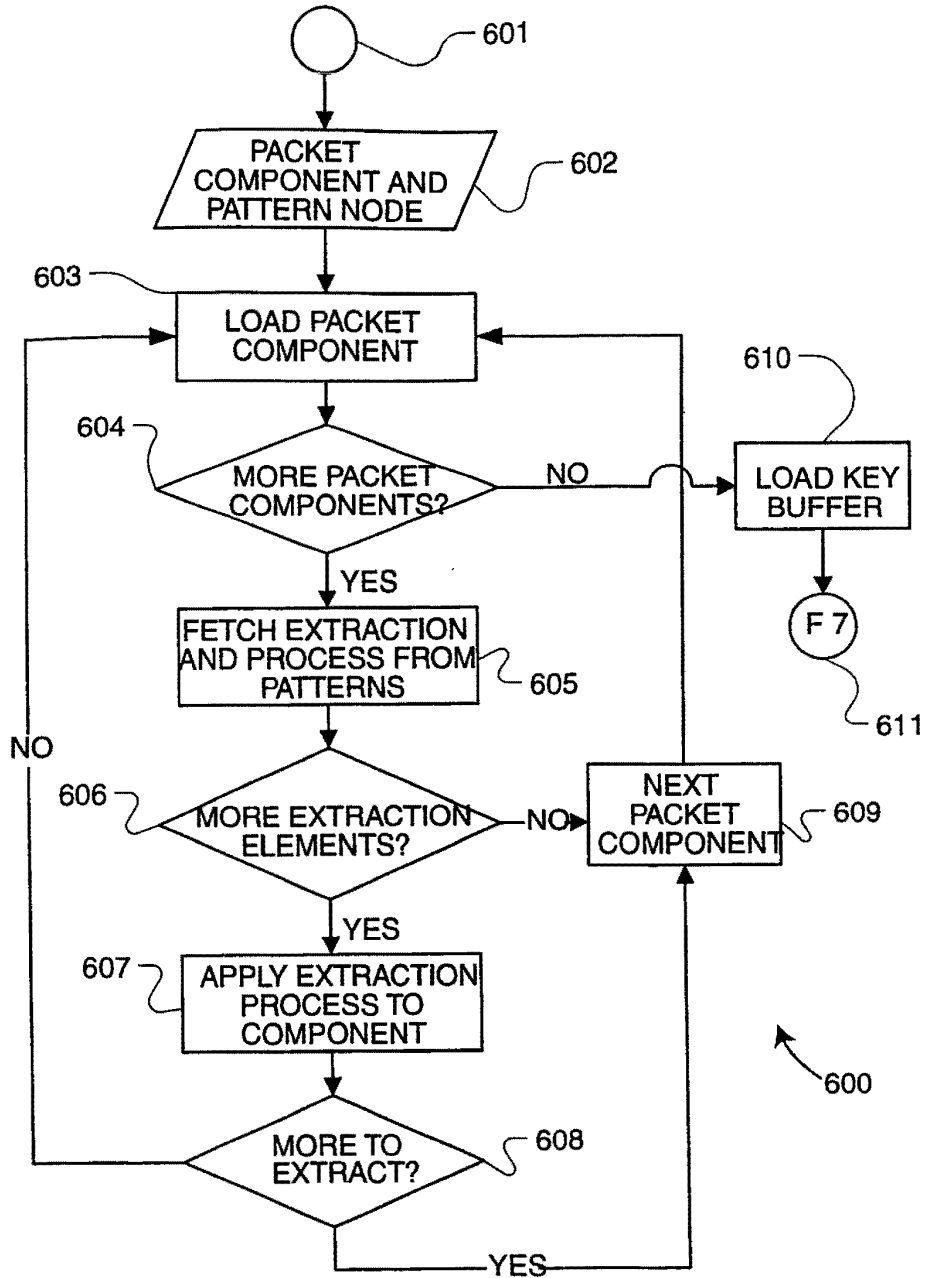 601
PACKET
COMPONENT AND
PATTERN NODE
602
603
LOAD PACKET
COMPONENT
610
604
MORE PACKET
COMPONENTS?
NO
LOAD KEY
BUFFER
YES
F 7
FETCH EXTRACTION
AND PROCESS FROM
PATTERNS
605
611
NO
606
MORE EXTRACTION
ELEMENTS?
NO
NEXT
PACKET
COMPONENT
609
YES
607
APPLY EXTRACTION
PROCESS TO
COMPONENT
600
MORE TO
EXTRACT?
608
YES